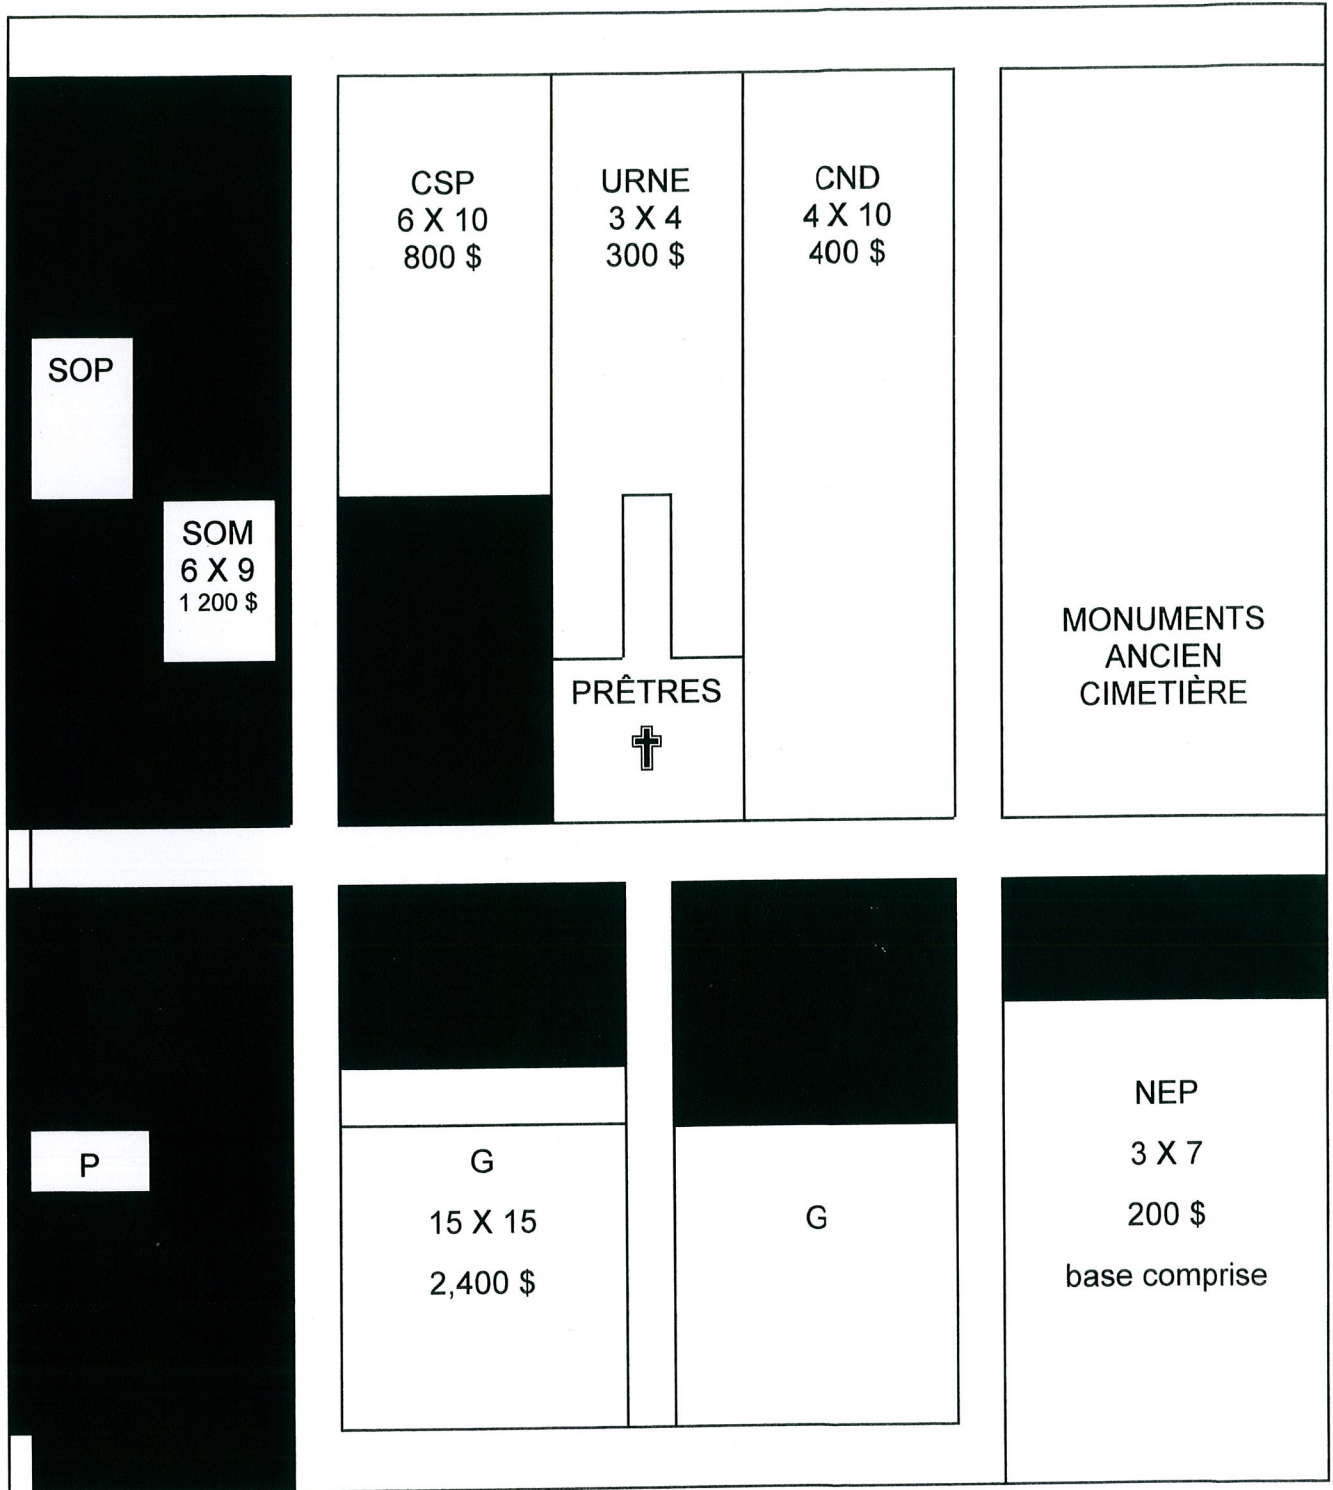 CSP
6 X 10
800 $
URNE
3 X 4
300 $
CND
4 X 10
400 $
SOP
SOM
6 X 9
1 200 $
PRÊTRES
MONUMENTS
ANCIEN
CIMETIÈRE
P
G
15 X 15
2,400 $
G
NEP
3 X 7
200 $
base comprise